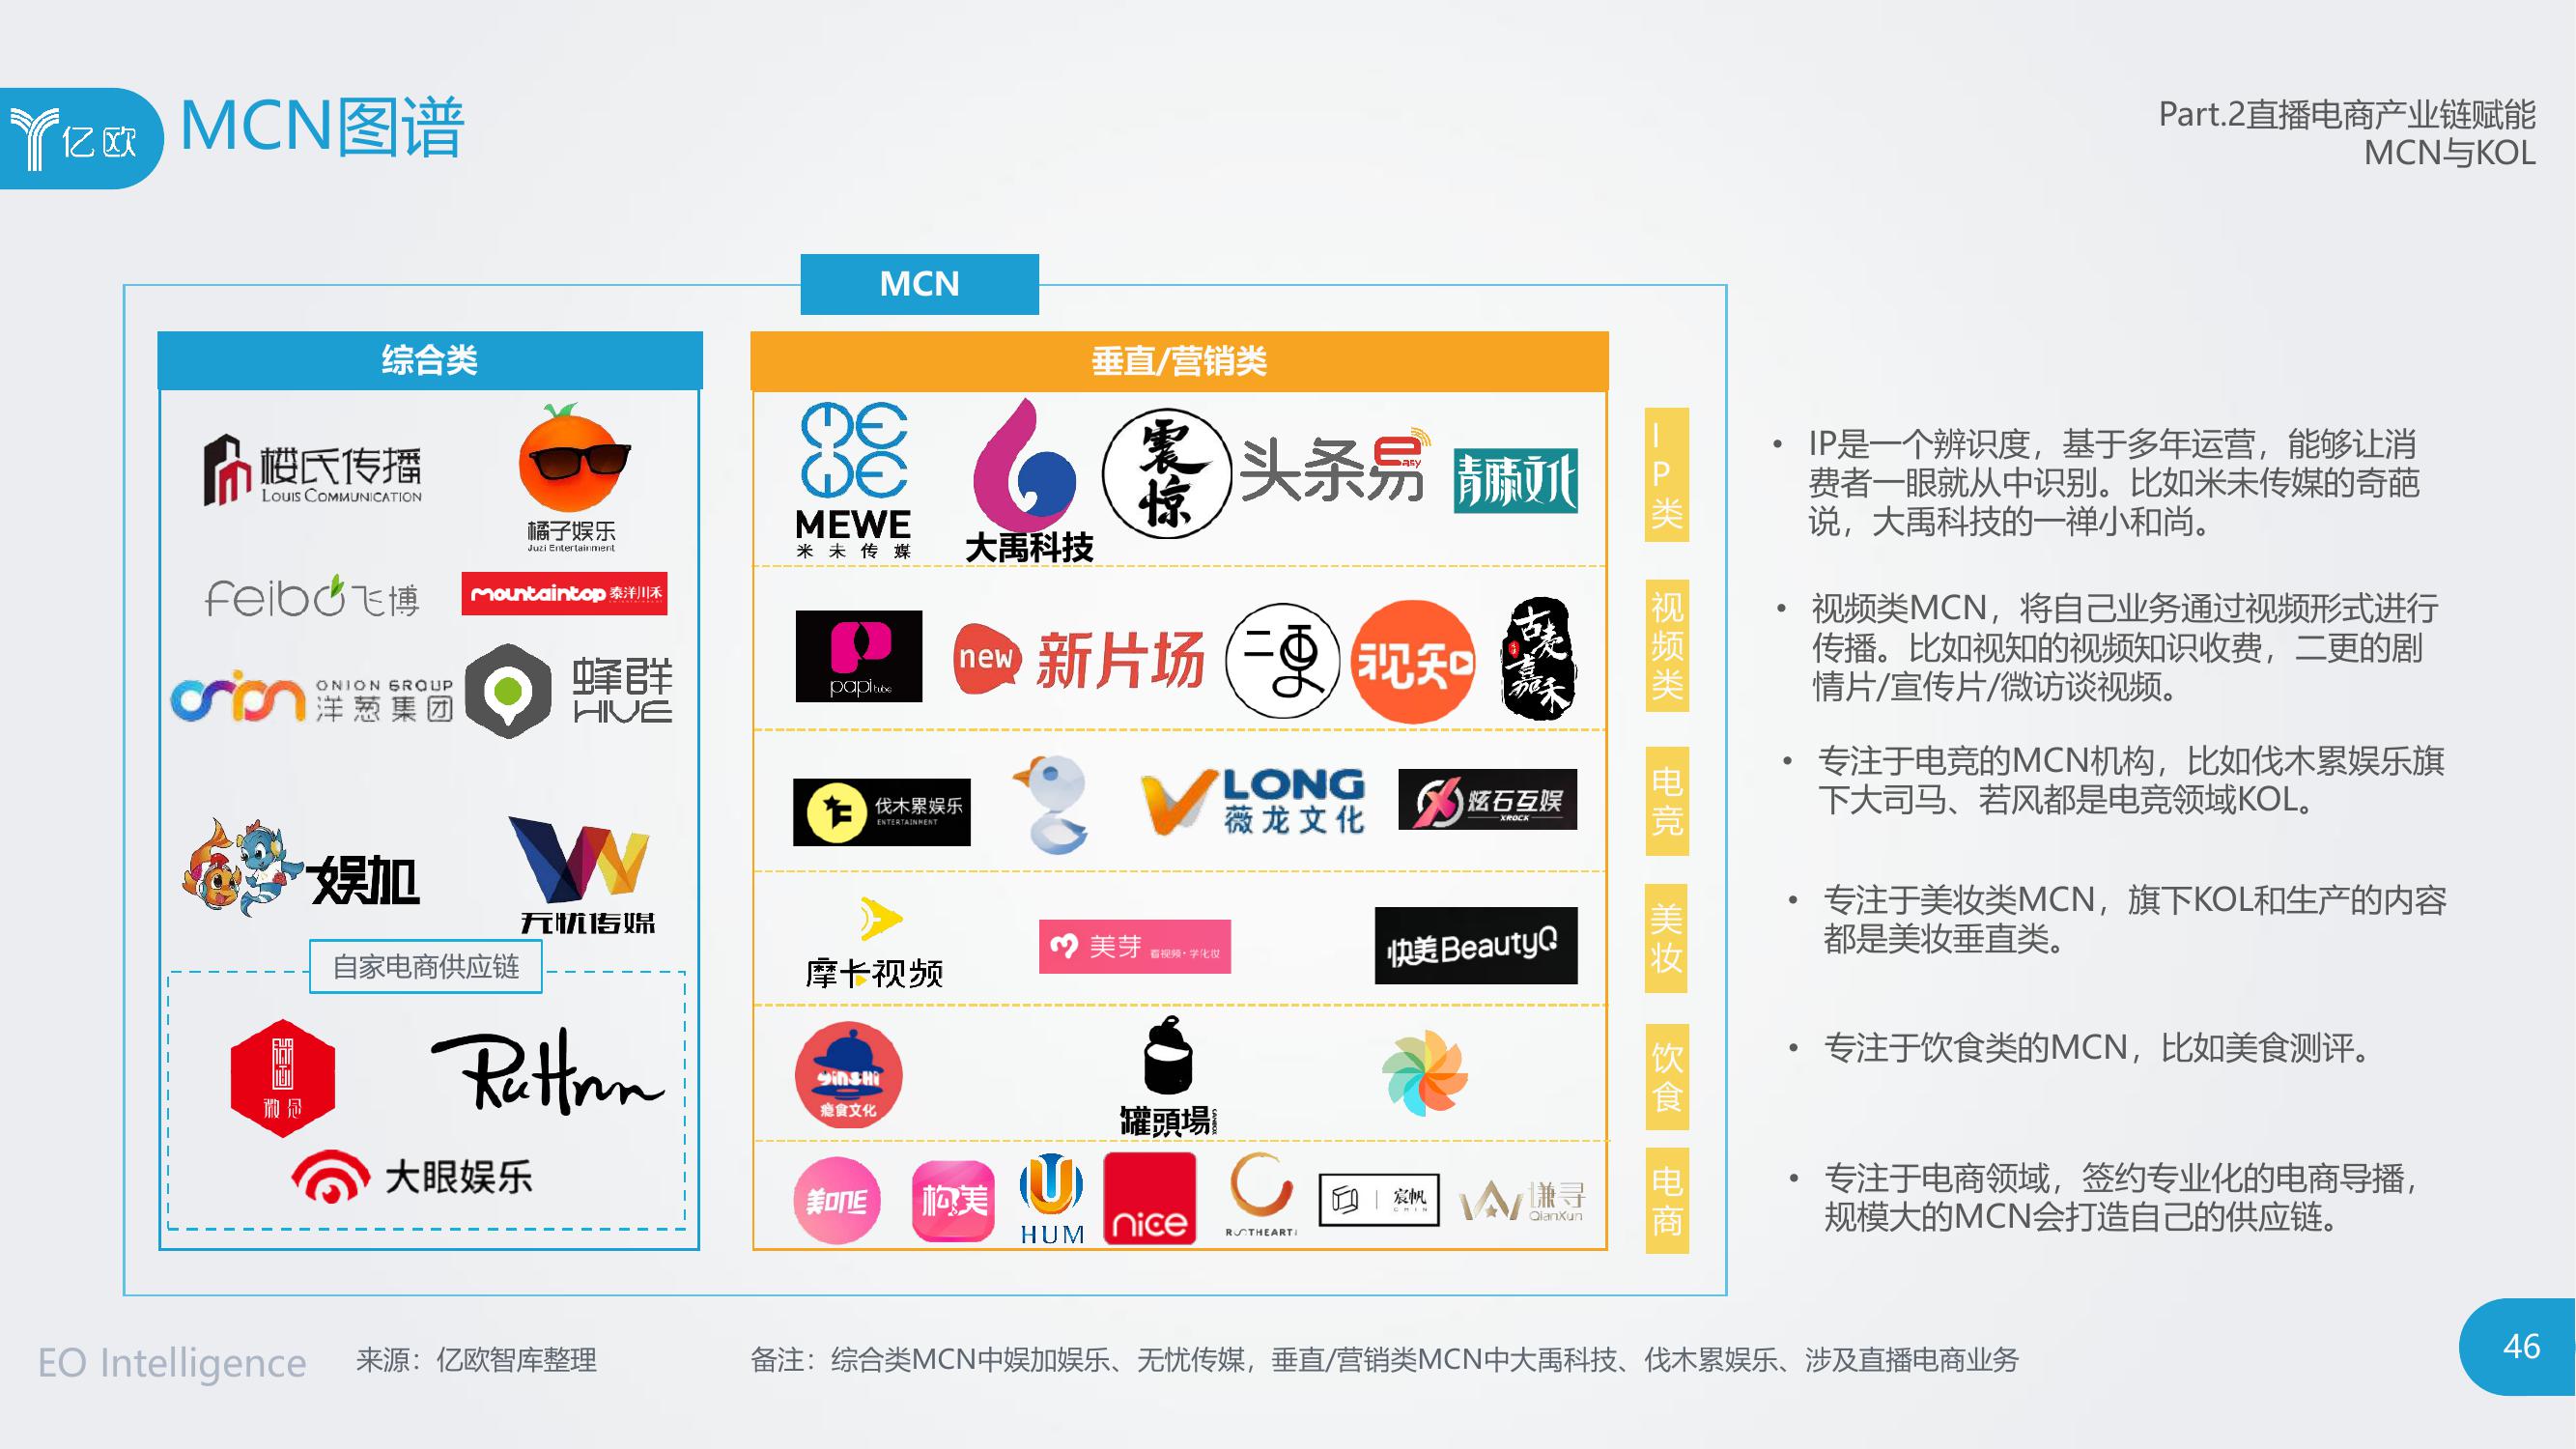 亿欧
MCN图谱
Part.2直播电商产业链赋能
MCN与KOL
MCN
综合类
楼氏传播
LOUIS COMMUNICATION
橘子娱乐
Juzi Entertainment
feibo飞博
mountaintop 泰洋川禾
onion ONION GROUP
洋葱集团
蜂群
HIVE
娱加
无忧传媒
自家电商供应链
微念
RuHnn
大眼娱乐
垂直/营销类
MEWE
米未传媒
大禹科技
震惊
头条易
easy
青藤文化
IP类
papitube
new 新片场
二更
视知
古麦嘉禾
视频类
伐木累娱乐
ENTERTAINMENT
VLONG
薇龙文化
炫石互娱
XROCK
电竞
摩卡视频
美芽 看视频·学化妆
快美BeautyQ
美妆
yinshi
瘾食文化
罐頭場
饮食
美ONE
构美
HUM
nice
宸帆
CHIN
谦寻
QianXun
电商
• IP是一个辨识度，基于多年运营，能够让消
费者一眼就从中识别。比如米未传媒的奇葩
说，大禹科技的一禅小和尚。
• 视频类MCN，将自己业务通过视频形式进行
传播。比如视知的视频知识收费，二更的剧
情片/宣传片/微访谈视频。
• 专注于电竞的MCN机构，比如伐木累娱乐旗
下大司马、若风都是电竞领域KOL。
• 专注于美妆类MCN，旗下KOL和生产的内容
都是美妆垂直类。
• 专注于饮食类的MCN，比如美食测评。
• 专注于电商领域，签约专业化的电商导播，
规模大的MCN会打造自己的供应链。
EO Intelligence
来源：亿欧智库整理
备注：综合类MCN中娱加娱乐、无忧传媒，垂直/营销类MCN中大禹科技、伐木累娱乐、涉及直播电商业务
46